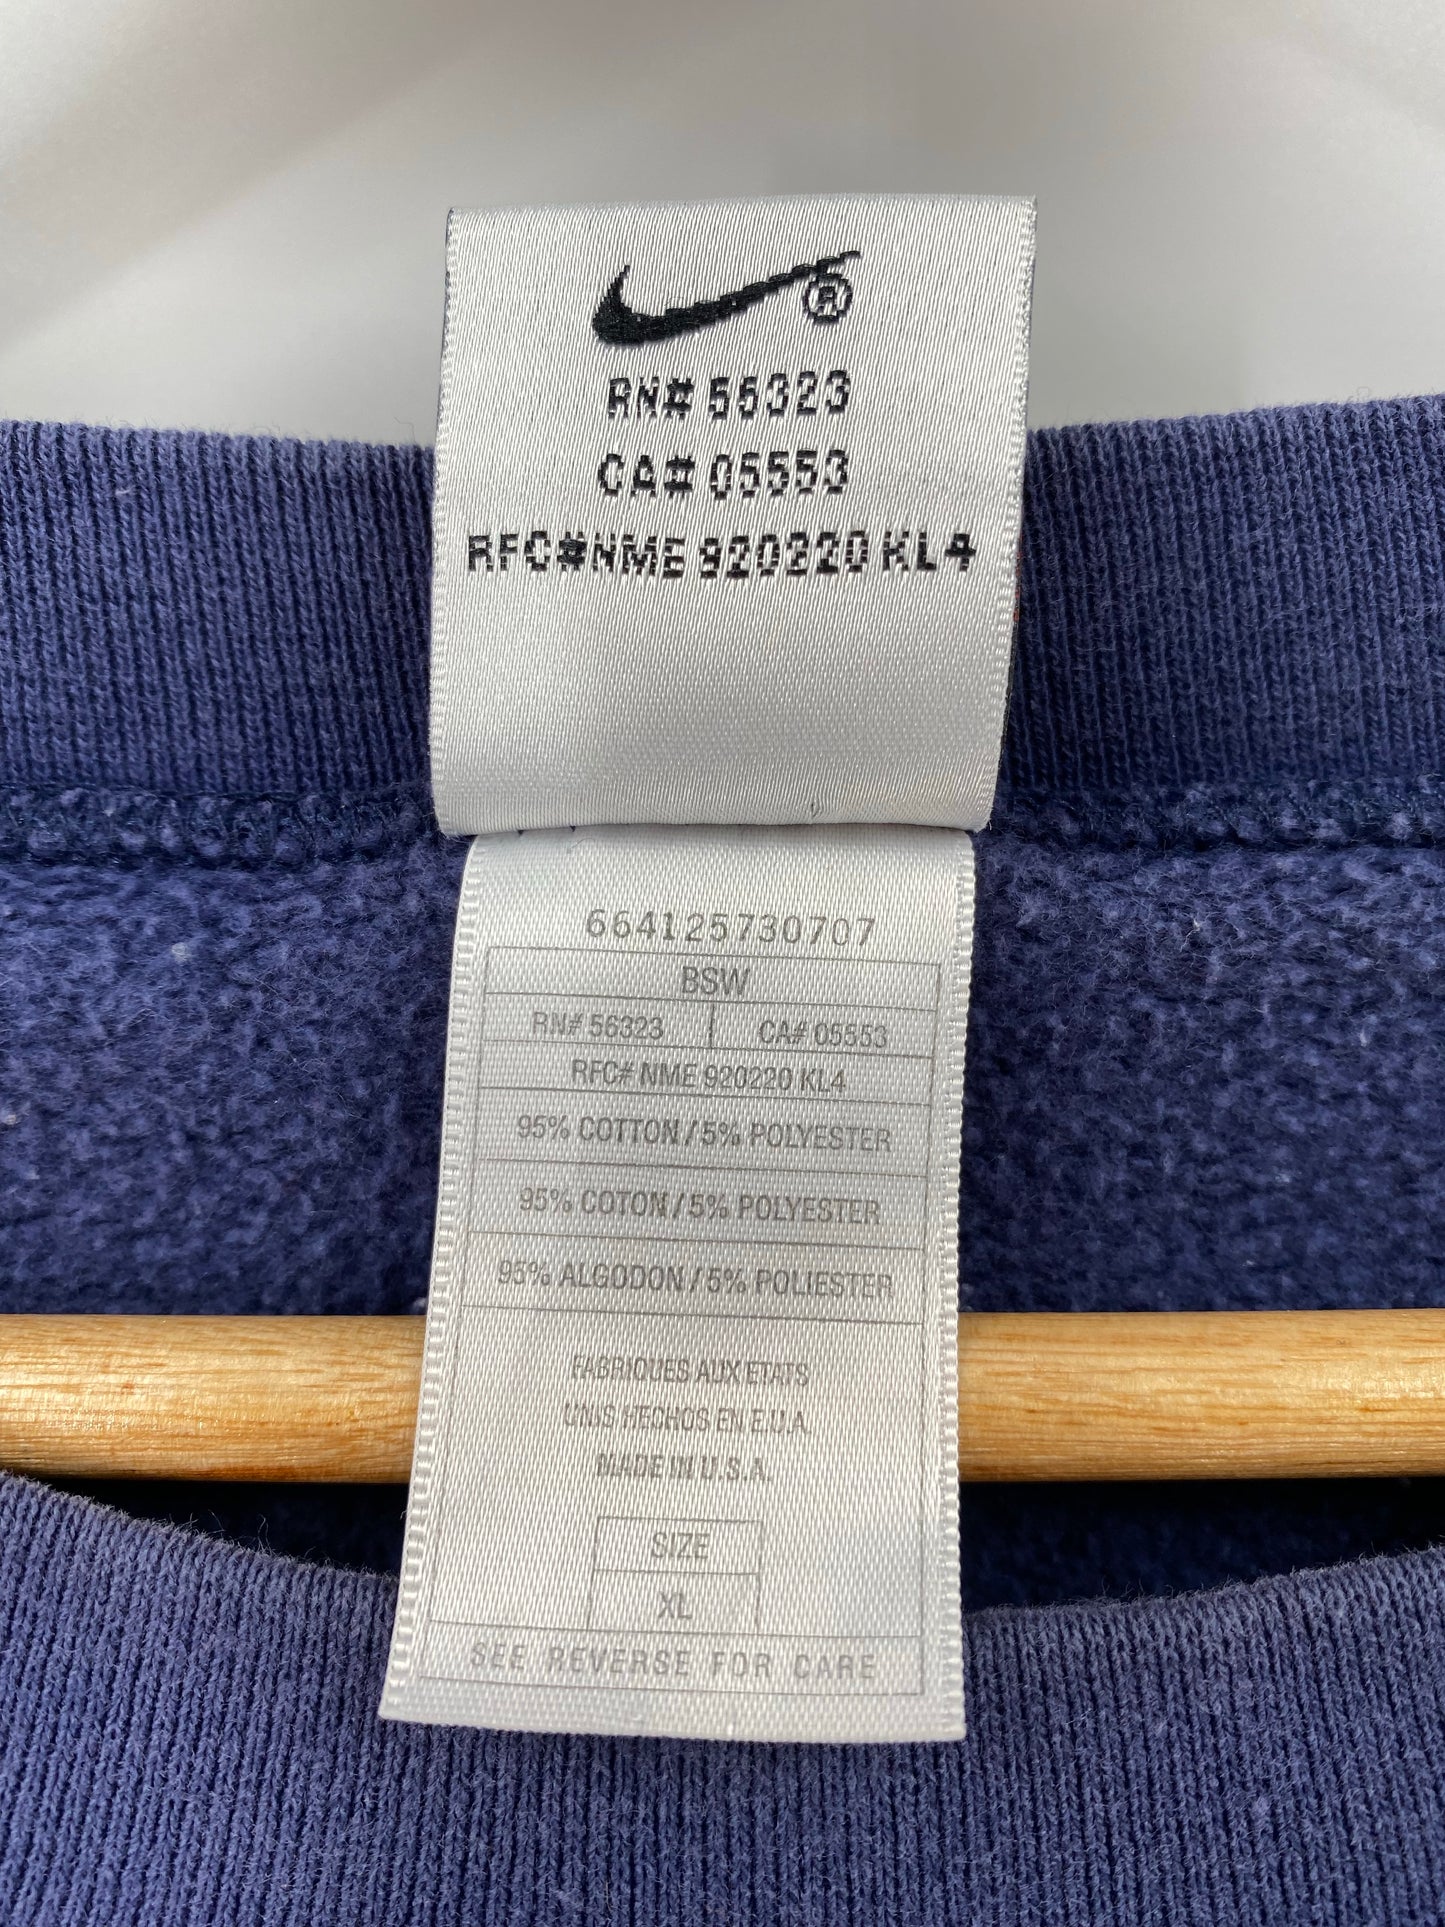 ®
RN# 56323
CA# 05553
RFC#NME 920220 KL4
664125730707
BSW
RN# 56323 CA# 05553
RFC# NME 920220 KL4
95% COTTON / 5% POLYESTER
95% COTON / 5% POLYESTER
95% ALGODON / 5% POLIESTER
FABRIQUES AUX ETATS
UNIS HECHOS EN E.U.A.
MADE IN U.S.A.
SIZE
XL
SEE REVERSE FOR CARE